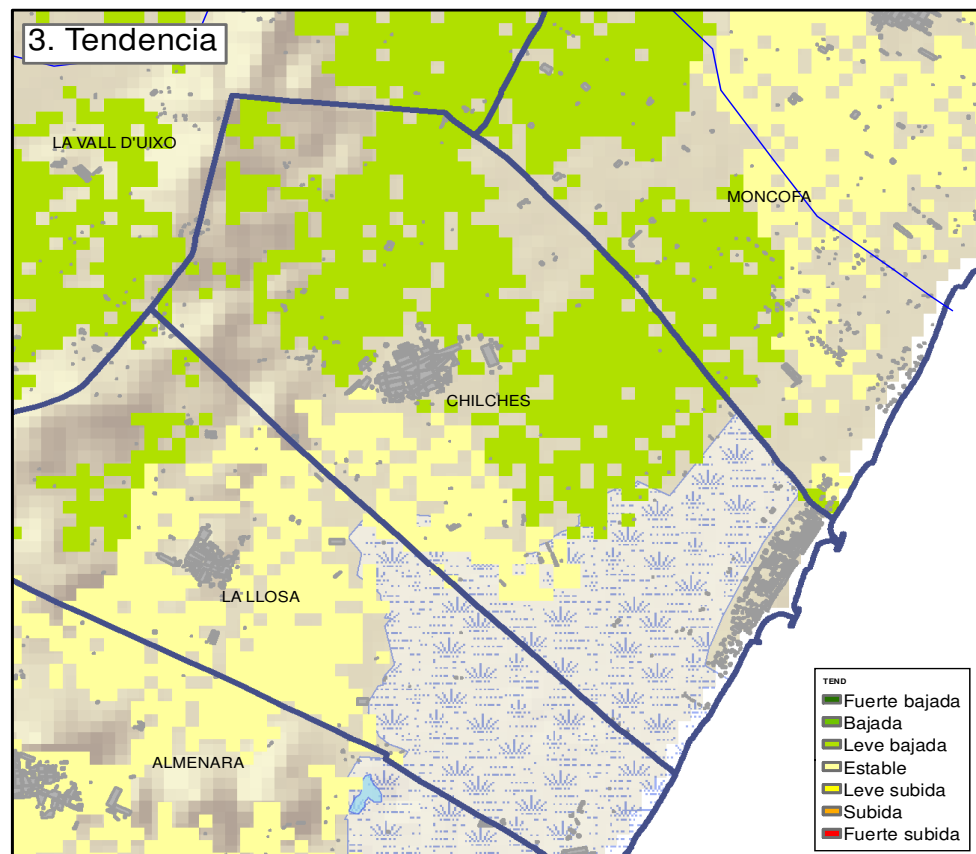 3. Tendencia
LA VALL D'UIXO
MONCOFA
CHILCHES
LA LLOSA
ALMENARA
TEND
Fuerte bajada
Bajada
Leve bajada
Estable
Leve subida
Subida
Fuerte subida